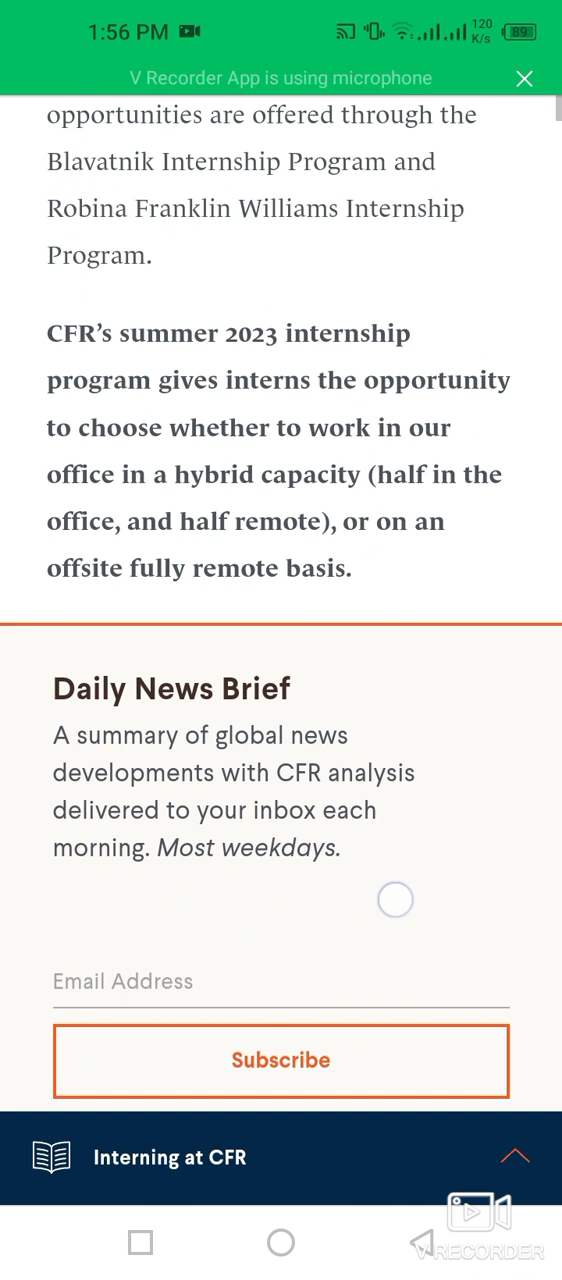 1:56 PM
120
K/s
89
V Recorder App is using microphone
opportunities are offered through the
Blavatnik Internship Program and
Robina Franklin Williams Internship
Program.
CFR’s summer 2023 internship
program gives interns the opportunity
to choose whether to work in our
office in a hybrid capacity (half in the
office, and half remote), or on an
offsite fully remote basis.
Daily News Brief
A summary of global news
developments with CFR analysis
delivered to your inbox each
morning. Most weekdays.
Email Address
Subscribe
Interning at CFR
V RECORDER